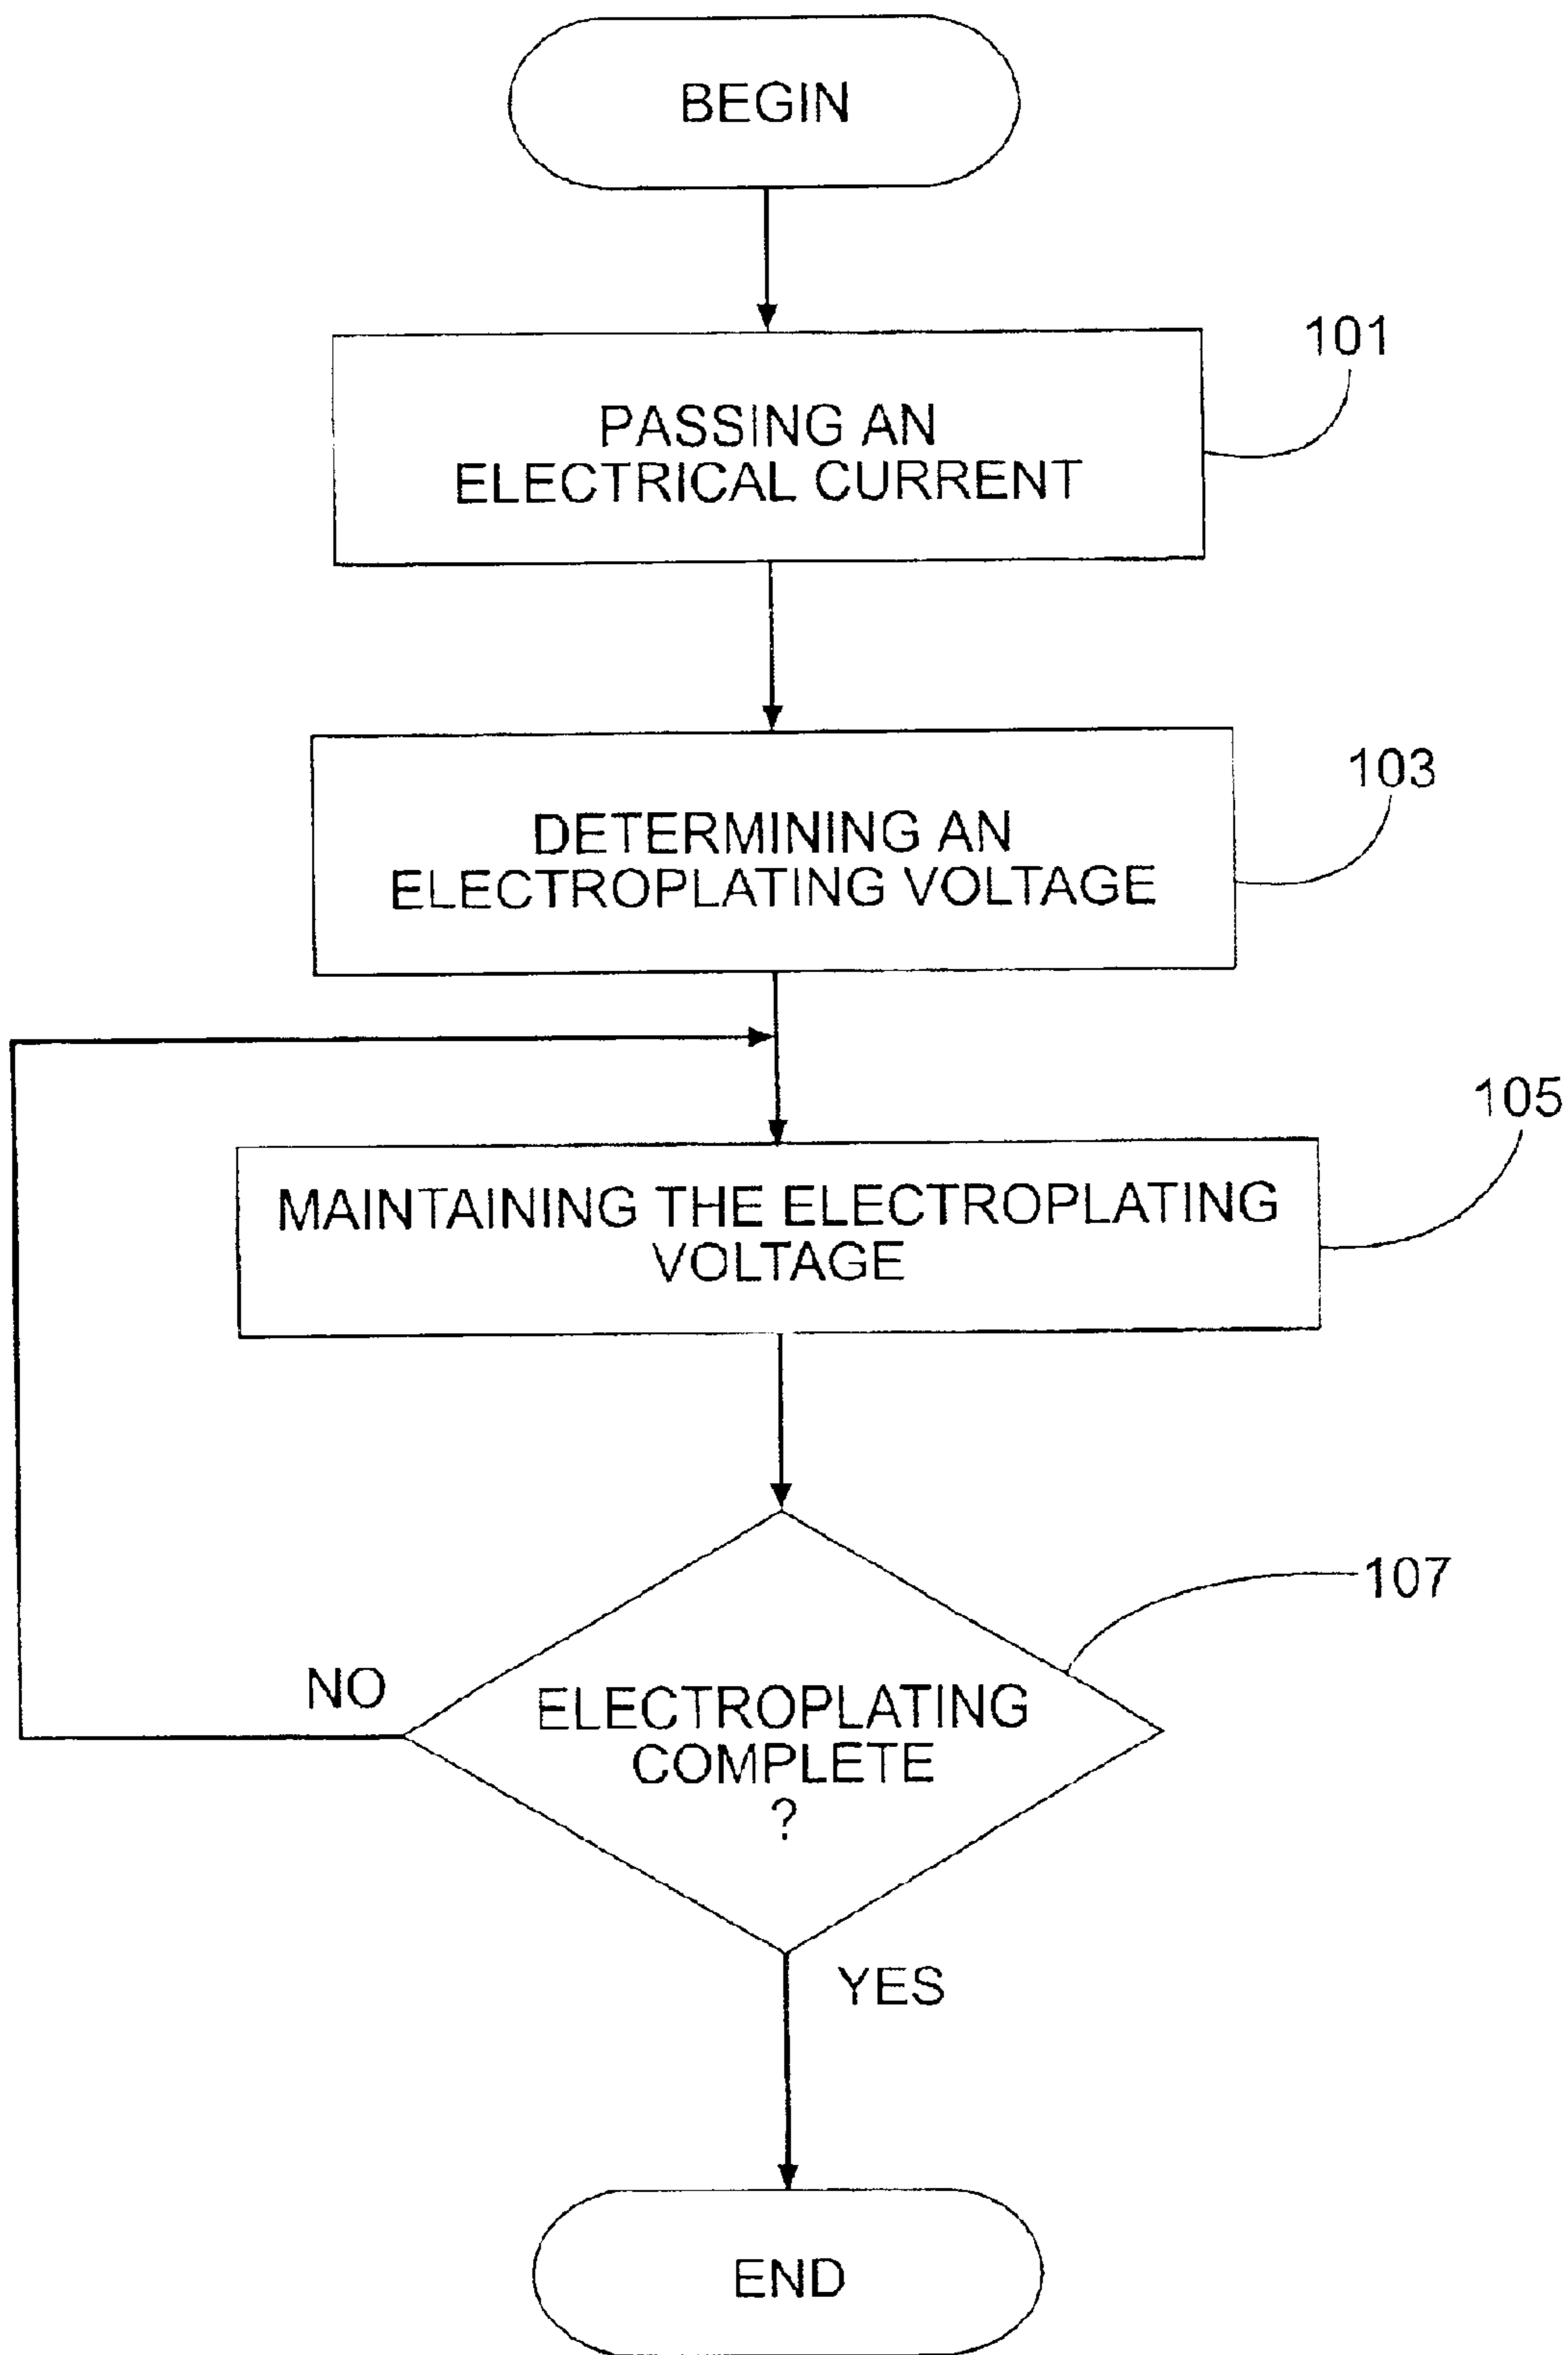 BEGIN
101
PASSING AN
ELECTRICAL CURRENT
103
DETERMINING AN
ELECTROPLATING VOLTAGE
105
MAINTAINING THE ELECTROPLATING
VOLTAGE
107
NO
ELECTROPLATING
COMPLETE
?
YES
END